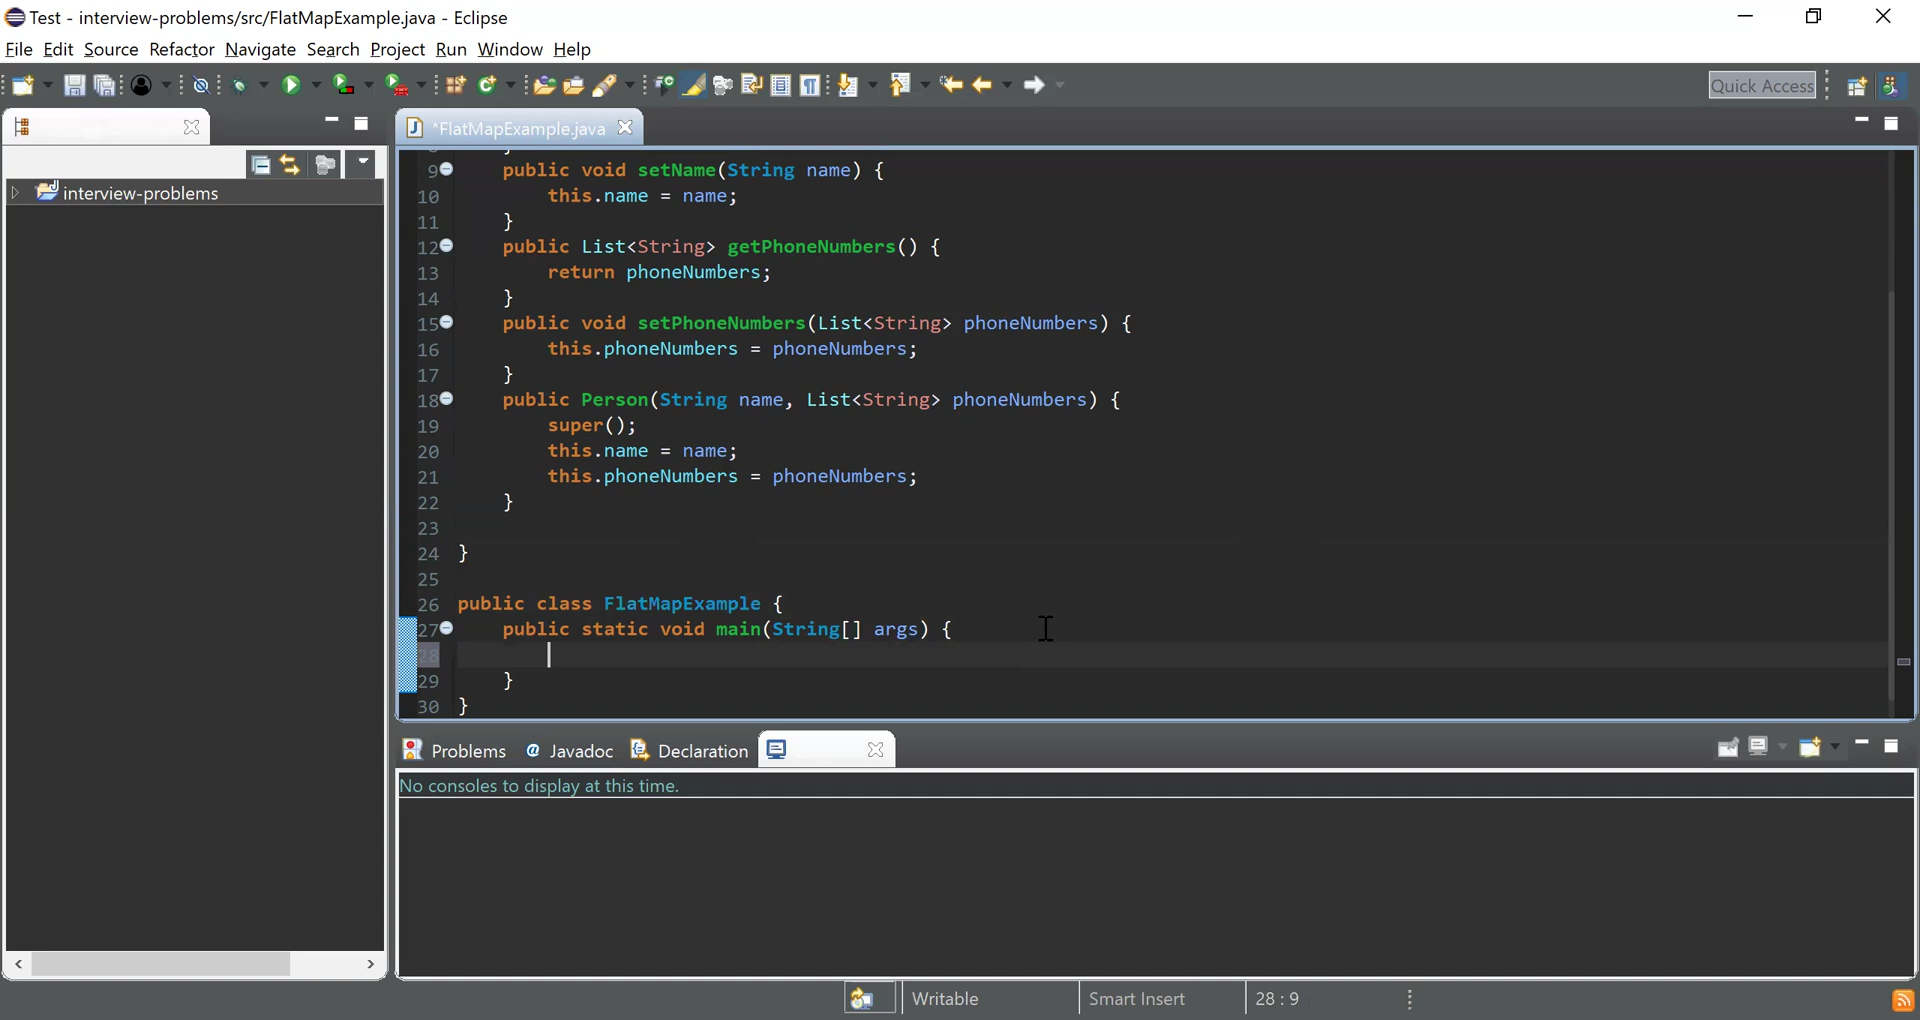 Test - interview-problems/src/FlatMapExample.java - Eclipse
File Edit Source Refactor Navigate Search Project Run Window Help
Quick Access
*FlatMapExample.java
interview-problems
9 public void setName(String name) {
10 this.name = name;
11 }
12 public List<String> getPhoneNumbers() {
13 return phoneNumbers;
14 }
15 public void setPhoneNumbers(List<String> phoneNumbers) {
16 this.phoneNumbers = phoneNumbers;
17 }
18 public Person(String name, List<String> phoneNumbers) {
19 super();
20 this.name = name;
21 this.phoneNumbers = phoneNumbers;
22 }
23
24 }
25
26 public class FlatMapExample {
27 public static void main(String[] args) {
28
29 }
30 }
Problems @ Javadoc Declaration
No consoles to display at this time.
Writable Smart Insert 28 : 9